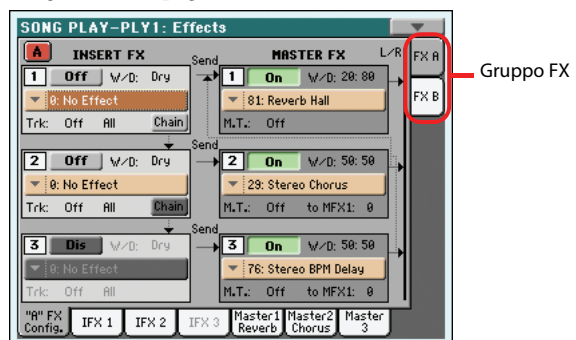 SONG PLAY-PLY1: Effects
A INSERT FX Send MASTER FX L/R FX A
1 Off W/D: Dry 1 On W/D: 20:80
0: No Effect 81: Reverb Hall FX B
Trk: Off All Chain M.T.: Off
Gruppo FX
Send
2 Off W/D: Dry 2 On W/D: 50:50
0: No Effect 29: Stereo Chorus
Trk: Off All Chain M.T.: Off to MFX1: 0
Send
3 Dis W/D: Dry 3 On W/D: 50:50
0: No Effect 76: Stereo BPM Delay
Trk: Off All M.T.: Off to MFX1: 0
"A" FX Config. IFX 1 IFX 2 IFX 3 Master1 Reverb Master2 Chorus Master 3